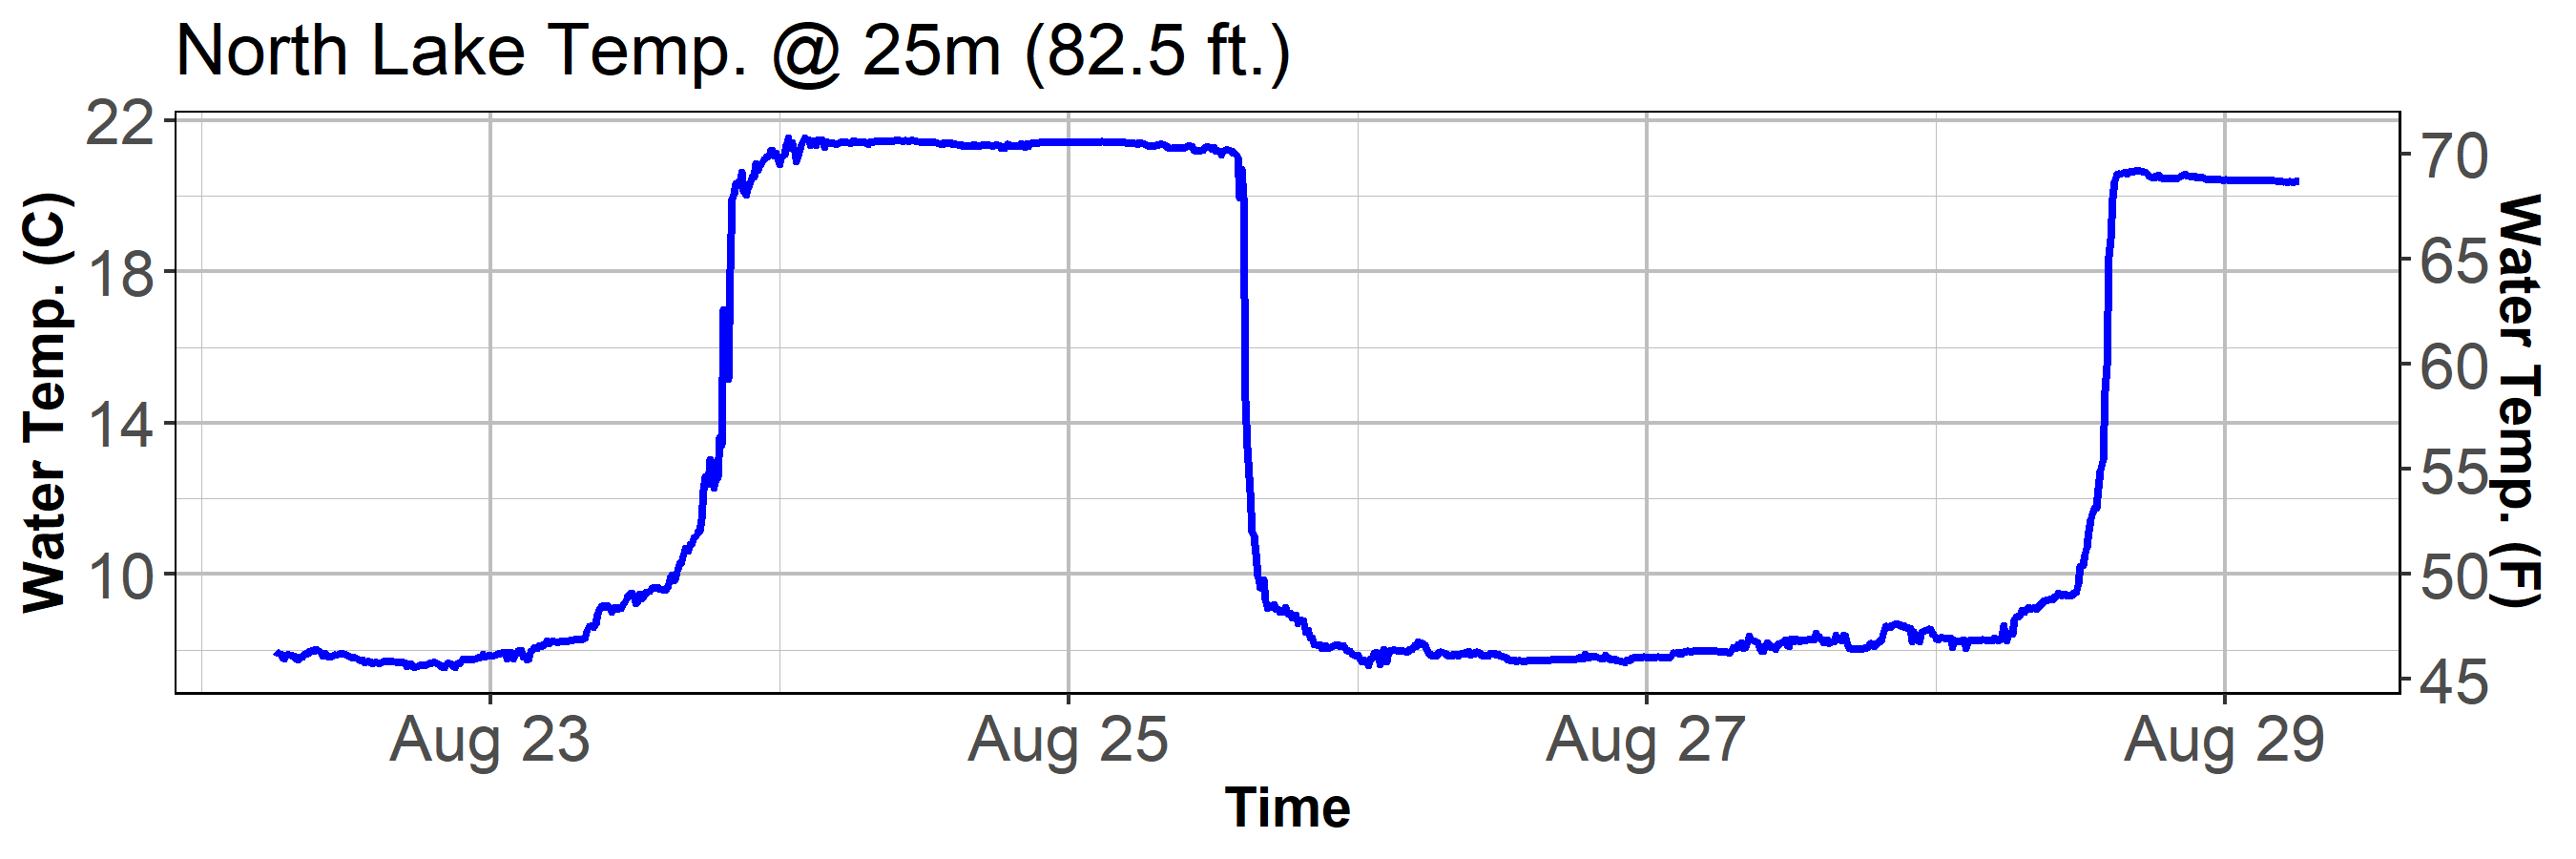 North Lake Temp. @ 25m (82.5 ft.)
Water Temp. (C)
22
18
14
10
70
65
60
55
50
45
Water Temp. (F)
Aug 23 Aug 25 Aug 27 Aug 29
Time